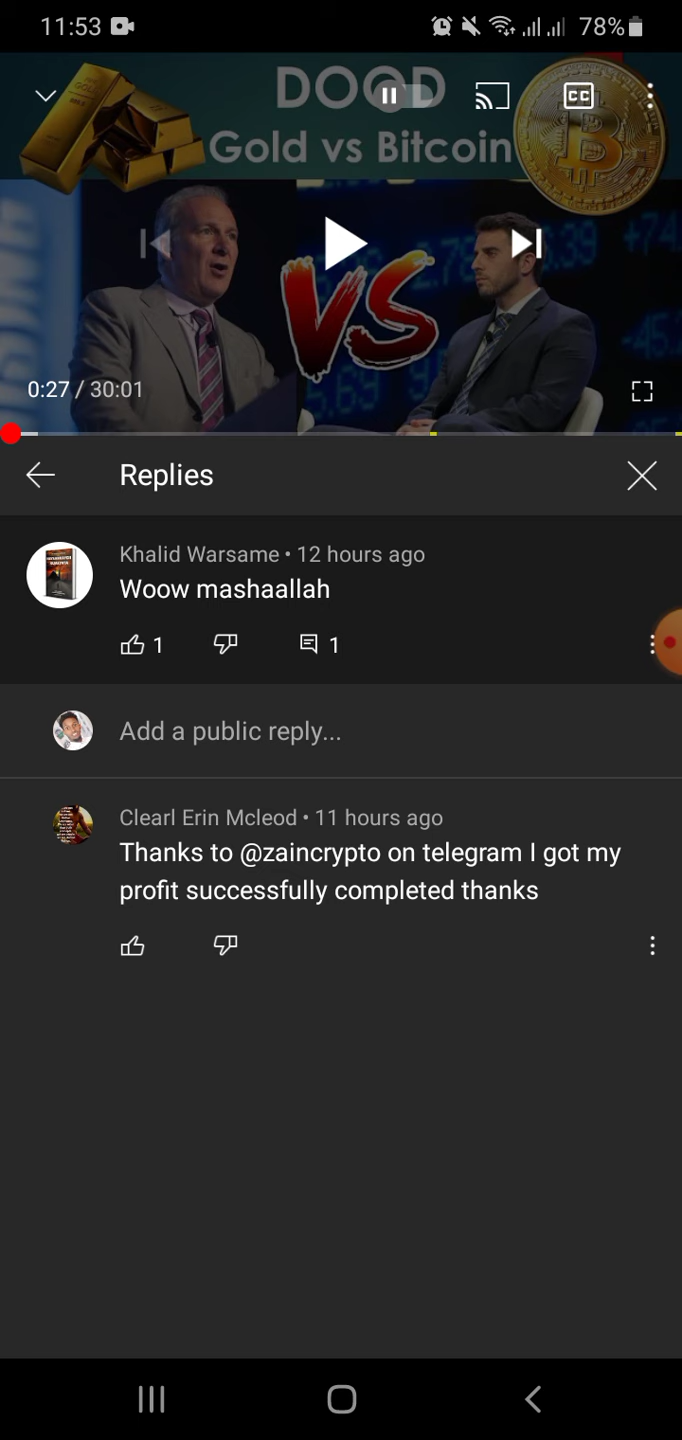 11:53
78%
DOOD
CC
Gold vs Bitcoin
VS
0:27 / 30:01
Replies
Khalid Warsame • 12 hours ago
Woow mashaallah
1
1
Add a public reply...
Clearl Erin Mcleod • 11 hours ago
Thanks to @zaincrypto on telegram I got my
profit successfully completed thanks